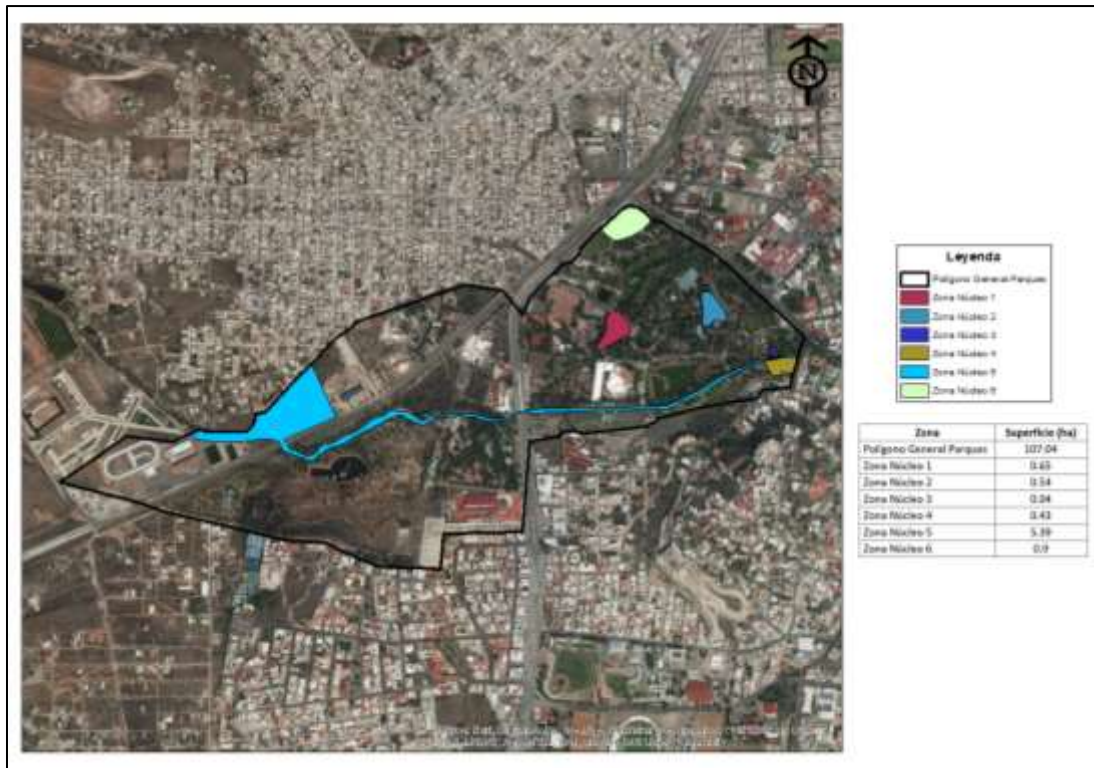 N
Leyenda
Polígono General Parques
Zona Núcleo 1
Zona Núcleo 2
Zona Núcleo 3
Zona Núcleo 4
Zona Núcleo 5
Zona Núcleo 6
Zona Superficie (ha)
Polígono General Parques 107.04
Zona Núcleo 1 0.65
Zona Núcleo 2 0.54
Zona Núcleo 3 0.04
Zona Núcleo 4 0.43
Zona Núcleo 5 5.39
Zona Núcleo 6 0.9